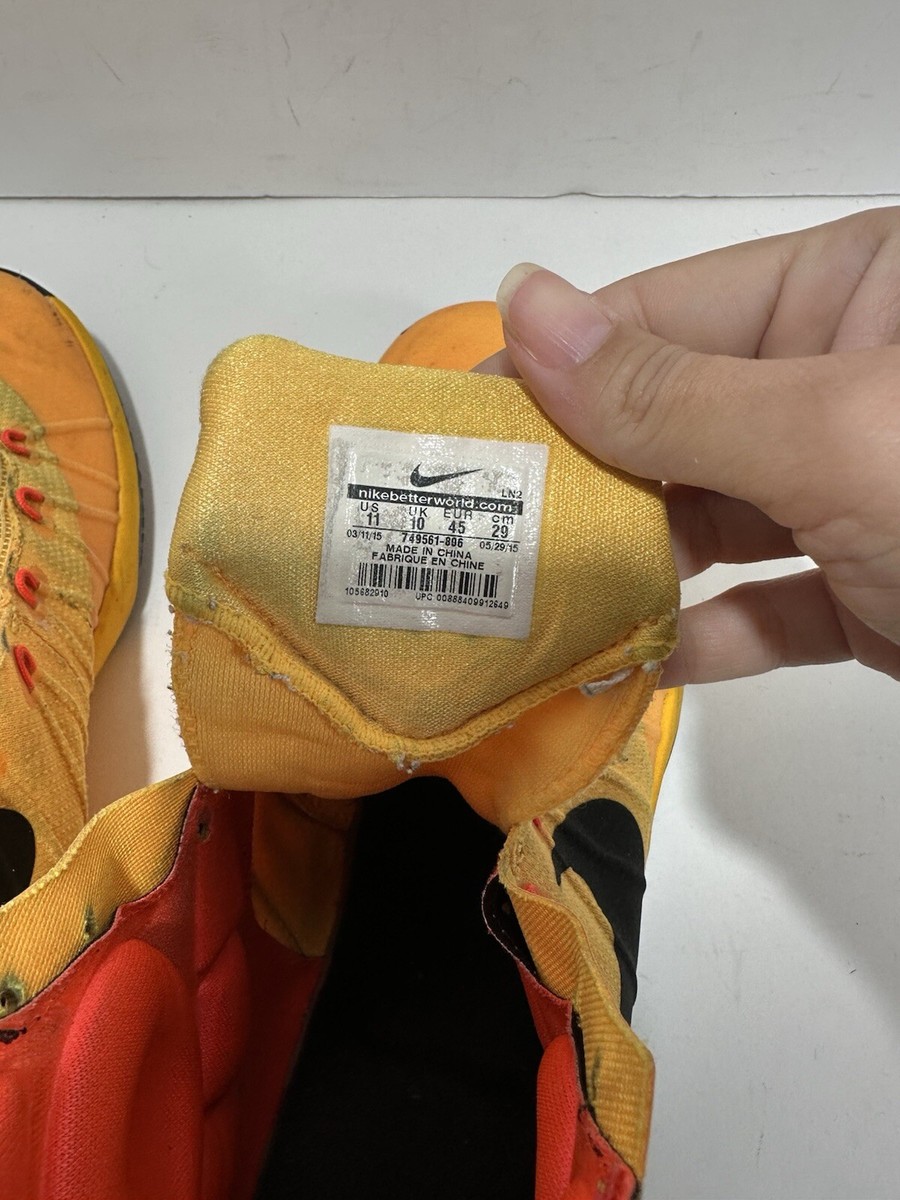 LN2
nikebetterworld.com
US UK EUR cm
11 10 45 29
03/11/15 749561-806 05/29/15
MADE IN CHINA
FABRIQUE EN CHINE
105682910 UPC 00888409912649